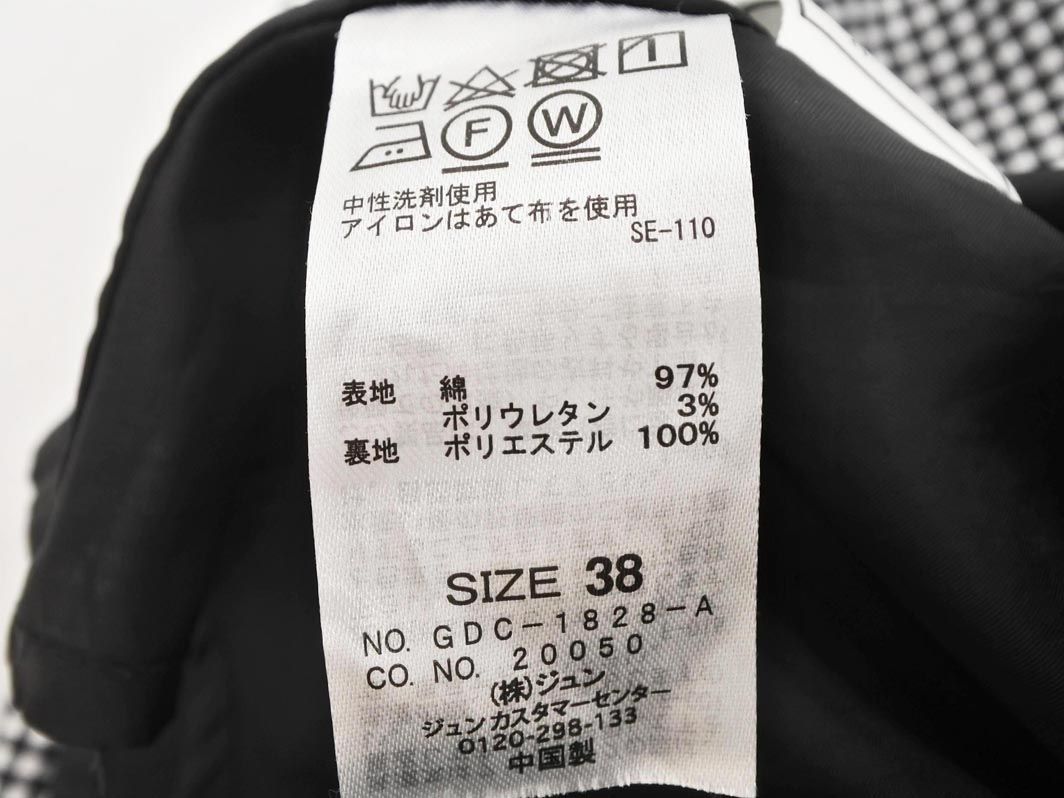 F W
中性洗剤使用
アイロンはあて布を使用
SE-110
表地 綿 97%
ポリウレタン 3%
裏地 ポリエステル 100%
SIZE 38
NO. GDC-1828-A
CO. NO. 20050
(株)ジュン
ジュンカスタマーセンター
0120-298-133
中国製